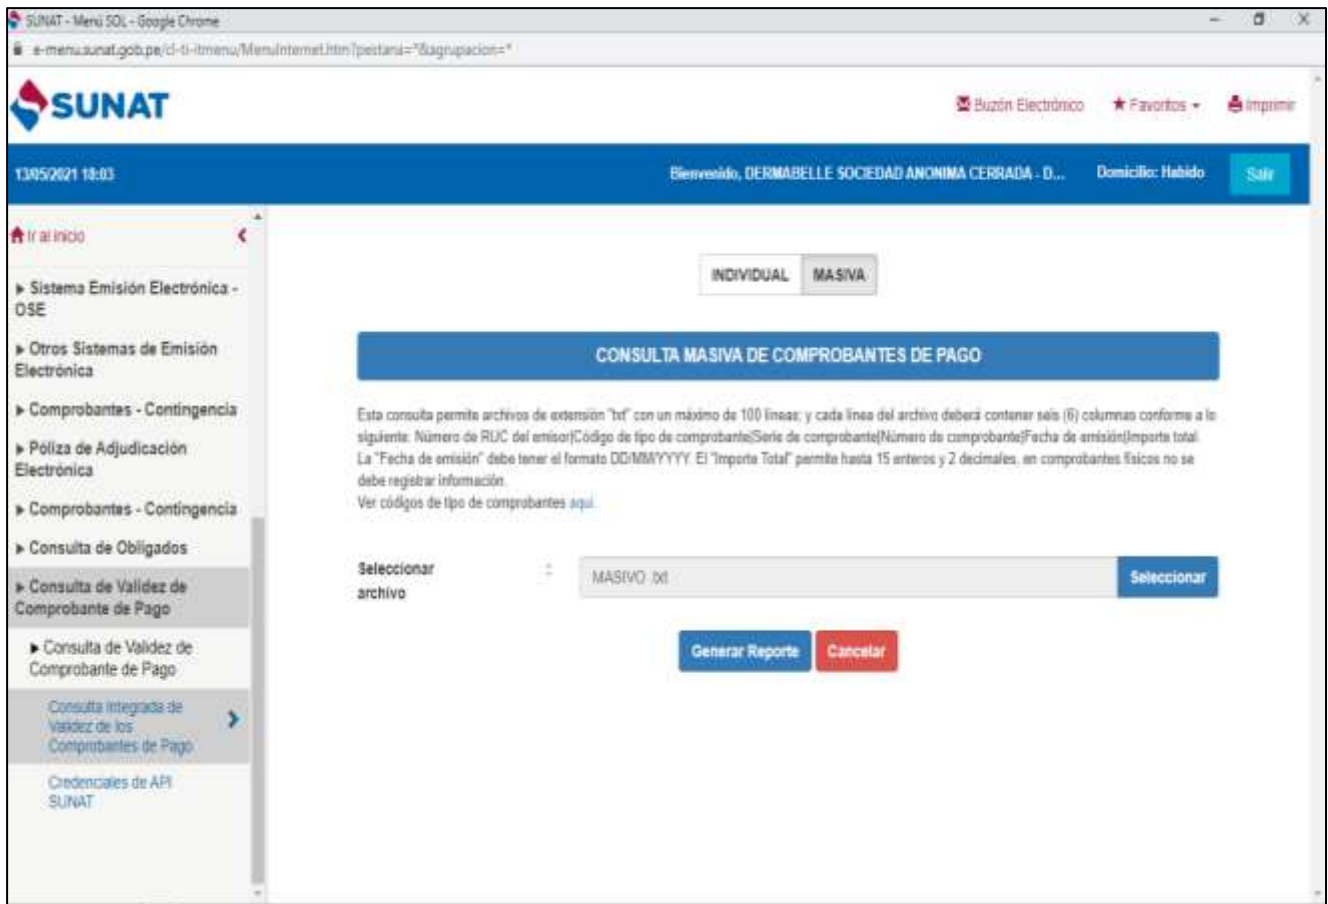 SUNAT - Menú SOL - Google Chrome
e-menu.sunat.gob.pe/cl-ti-itmenu/MenuInternet.htm?pestana=*&agrupacion=*
SUNAT
Buzón Electrónico
Favoritos
Imprimir
13/05/2021 18:03
Bienvenido, DERMABELLE SOCIEDAD ANONIMA CERRADA - D...
Domicilio: Habido
Salir
Ir al inicio
Sistema Emisión Electrónica -
OSE
Otros Sistemas de Emisión
Electrónica
Comprobantes - Contingencia
Póliza de Adjudicación
Electrónica
Comprobantes - Contingencia
Consulta de Obligados
Consulta de Validez de
Comprobante de Pago
Consulta de Validez de
Comprobante de Pago
Consulta Integrada de
Validez de los
Comprobantes de Pago
Credenciales de API
SUNAT
INDIVIDUAL
MASIVA
CONSULTA MASIVA DE COMPROBANTES DE PAGO
Esta consulta permite archivos de extensión "txt" con un máximo de 100 líneas; y cada línea del archivo deberá contener seis (6) columnas conforme a lo
siguiente: Número de RUC del emisor|Código de tipo de comprobante|Serie de comprobante|Número de comprobante|Fecha de emisión|Importe total.
La "Fecha de emisión" debe tener el formato DD/MM/YYYY. El "Importe Total" permite hasta 15 enteros y 2 decimales, en comprobantes físicos no se
debe registrar información.
Ver códigos de tipo de comprobantes aquí.
Seleccionar
archivo
:
MASIVO .txt
Seleccionar
Generar Reporte
Cancelar